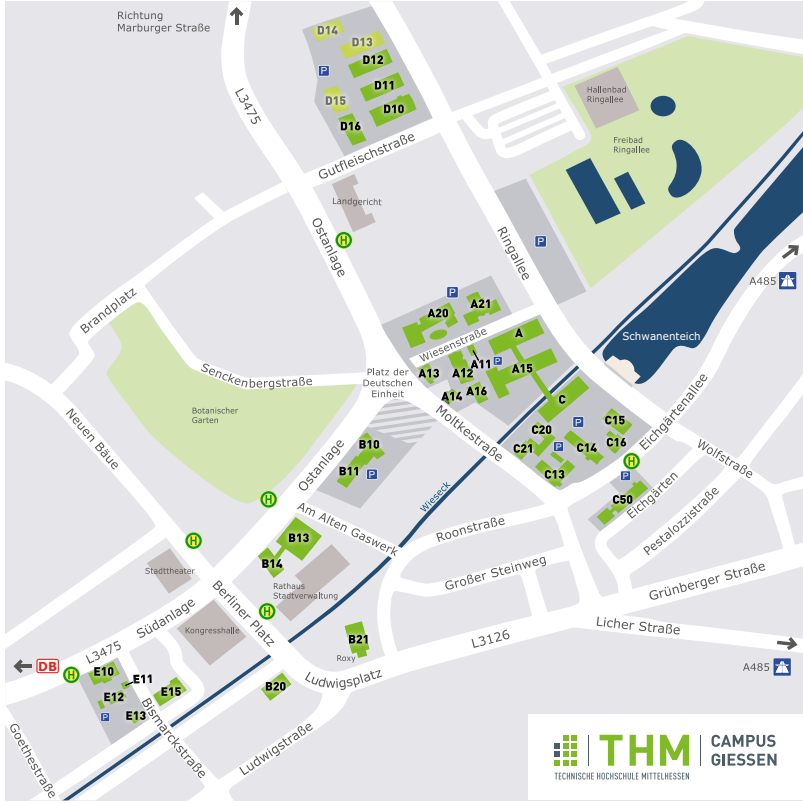 Richtung
Marburger Straße
D14
D13
D12
P
D11
D15
D10
D16
L3475
Gutfleischstraße
Hallenbad
Ringallee
Freibad
Ringallee
Landgericht
H
Ostanlage
Ringallee
P
A485
Brandplatz
P
A20
A21
Wiesenstraße
A
Schwanenteich
Platz der
Deutschen
Einheit
A13
A12
A11
P
A15
A14
A16
Senckenbergstraße
Botanischer
Garten
Neuen Bäue
Moltkestraße
C
C20
C21
P
P
C15
C16
C14
C13
Eichgärtenallee
Wolfstraße
H
P
C50
Eichgärten
Pestalozzistraße
Ostanlage
B10
B11
P
Wieseck
H
Am Alten Gaswerk
Roonstraße
H
B13
B14
Stadttheater
Rathaus
Stadtverwaltung
Großer Steinweg
Grünberger Straße
Berliner Platz
H
Südanlage
Kongresshalle
Licher Straße
L3126
B21
Roxy
L3475
DB
H
A485
E10
E11
E12
E15
P
E13
B20
Ludwigsplatz
Bismarckstraße
Ludwigstraße
Goethestraße
THM
CAMPUS
GIESSEN
TECHNISCHE HOCHSCHULE MITTELHESSEN